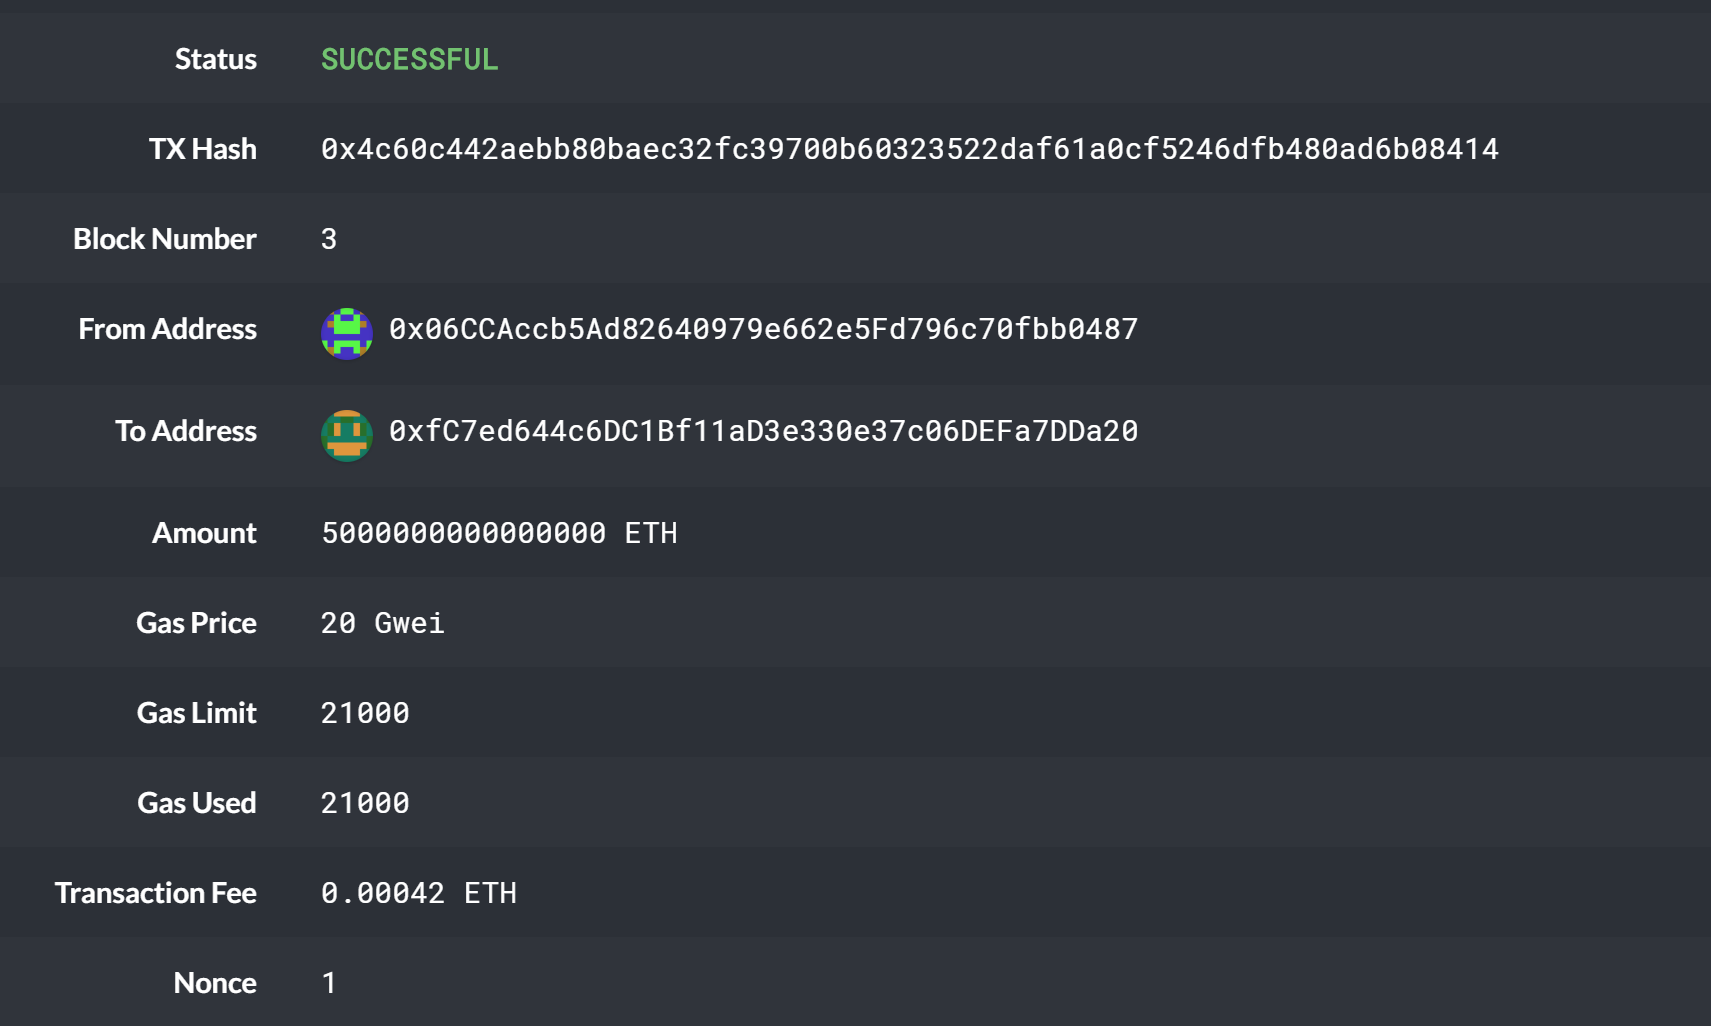 Status SUCCESSFUL
TX Hash 0x4c60c442aebb80baec32fc39700b60323522daf61a0cf5246dfb480ad6b08414
Block Number 3
From Address 0x06CCAccb5Ad82640979e662e5Fd796c70fbb0487
To Address 0xfC7ed644c6DC1Bf11aD3e330e37c06DEFa7DDa20
Amount 5000000000000000 ETH
Gas Price 20 Gwei
Gas Limit 21000
Gas Used 21000
Transaction Fee 0.00042 ETH
Nonce 1